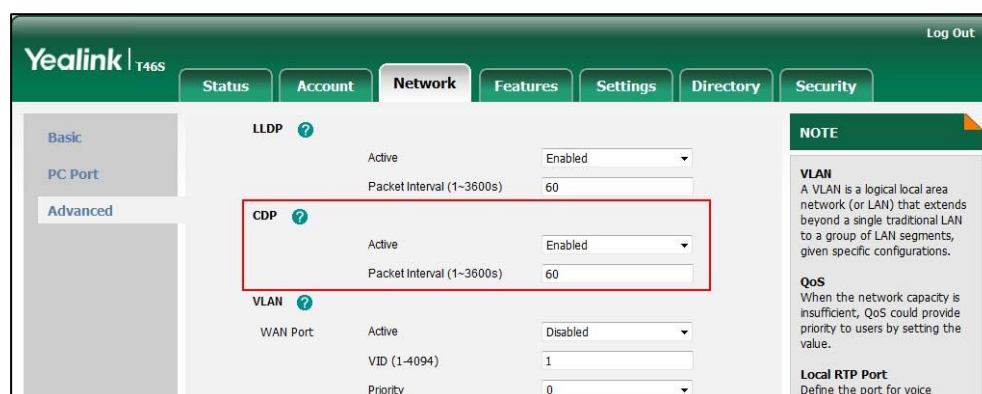 Log Out
Yealink T46S
Status Account Network Features Settings Directory Security
Basic
PC Port
Advanced
LLDP ?
Active Enabled
Packet Interval (1~3600s) 60
CDP ?
Active Enabled
Packet Interval (1~3600s) 60
VLAN ?
WAN Port Active Disabled
VID (1-4094) 1
Priority 0
NOTE
VLAN
A VLAN is a logical local area
network (or LAN) that extends
beyond a single traditional LAN
to a group of LAN segments,
given specific configurations.
QoS
When the network capacity is
insufficient, QoS could provide
priority to users by setting the
value.
Local RTP Port
Define the port for voice